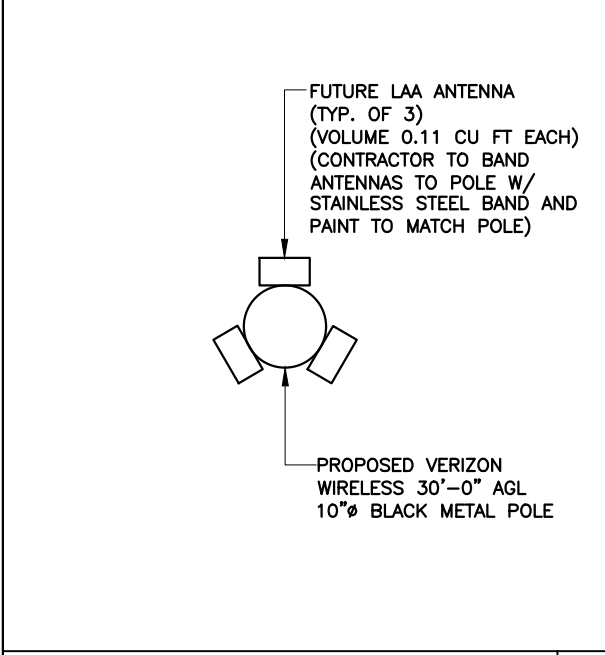 FUTURE LAA ANTENNA
(TYP. OF 3)
(VOLUME 0.11 CU FT EACH)
(CONTRACTOR TO BAND
ANTENNAS TO POLE W/
STAINLESS STEEL BAND AND
PAINT TO MATCH POLE)
PROPOSED VERIZON
WIRELESS 30'-0" AGL
10"ø BLACK METAL POLE